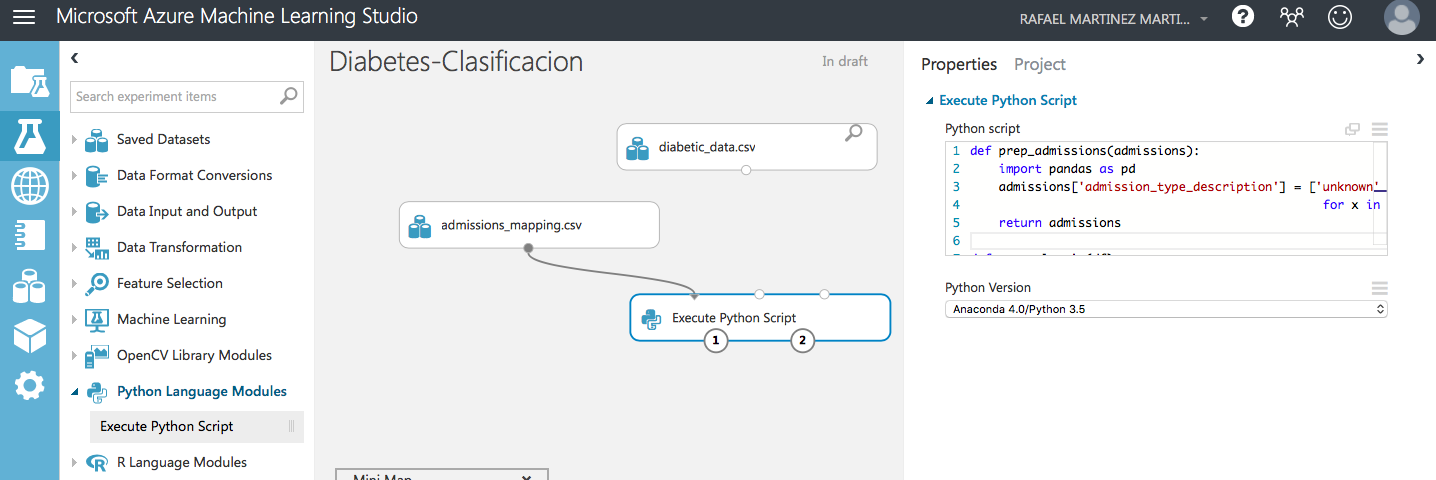 Microsoft Azure Machine Learning Studio
RAFAEL MARTINEZ MARTI...
Search experiment items
Saved Datasets
Data Format Conversions
Data Input and Output
Data Transformation
Feature Selection
Machine Learning
OpenCV Library Modules
Python Language Modules
Execute Python Script
R Language Modules
Diabetes-Clasificacion
In draft
diabetic_data.csv
admissions_mapping.csv
Execute Python Script
1 2
Mini Map
Properties Project
Execute Python Script
Python script
1 def prep_admissions(admissions):
2 import pandas as pd
3 admissions['admission_type_description'] = ['unknown'
4 for x in
5 return admissions
6
Python Version
Anaconda 4.0/Python 3.5